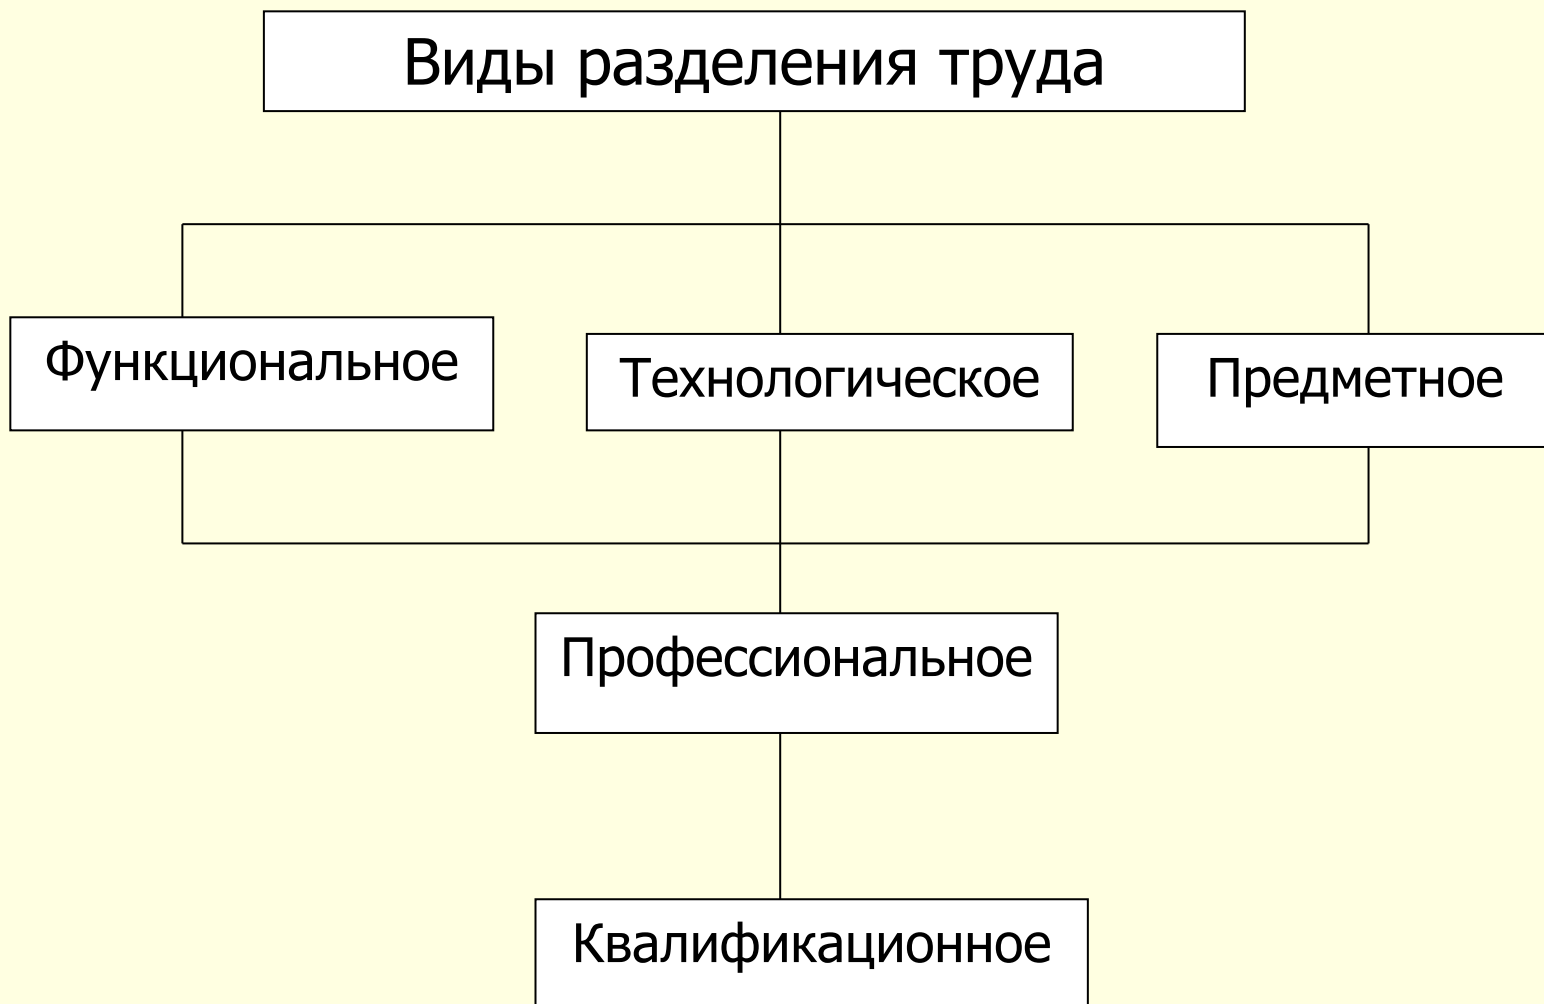 Виды разделения труда
Функциональное
Технологическое
Предметное
Профессиональное
Квалификационное